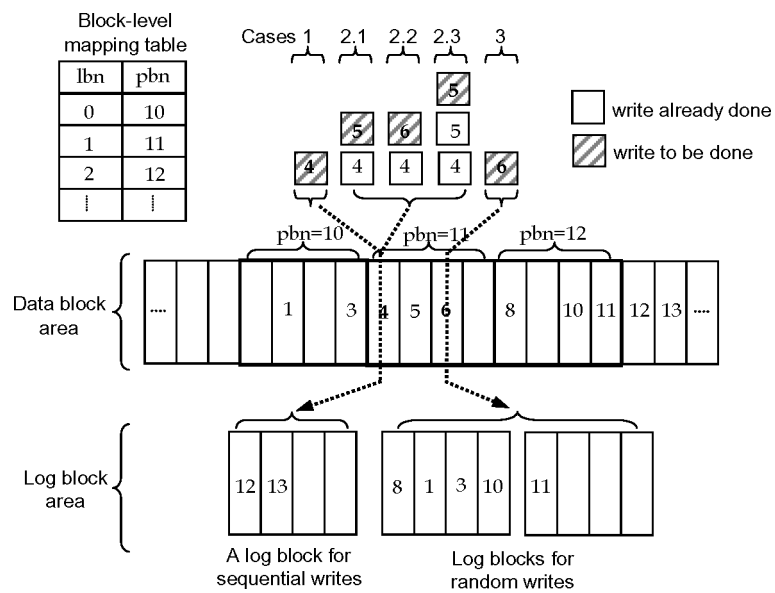 Block-level
mapping table
lbn pbn
0 10
1 11
2 12
⁞ ⁞
Cases 1 2.1 2.2 2.3 3
5
5 6 5
4 4 4 4 6
write already done
write to be done
pbn=10 pbn=11 pbn=12
Data block
area
.... 1 3 4 5 6 8 10 11 12 13 ....
Log block
area
12 13 8 1 3 10 11
A log block for
sequential writes
Log blocks for
random writes